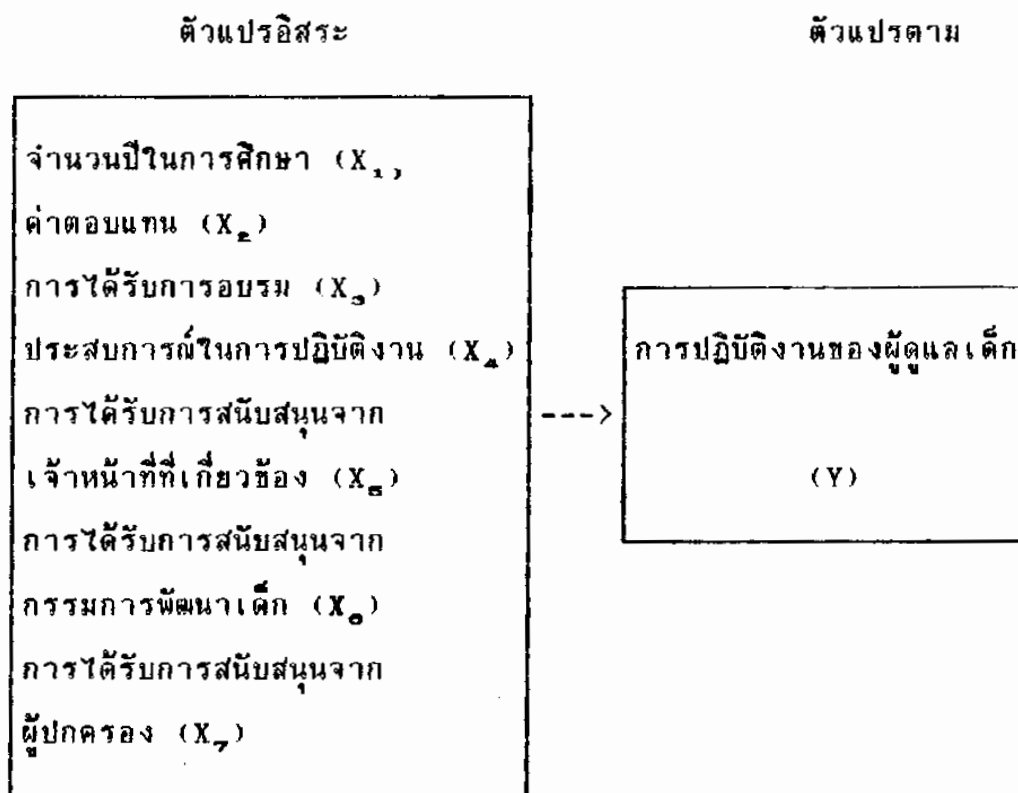 ตัวแปรอิสระ
ตัวแปรตาม
จำนวนปีในการศึกษา (X₁)
ค่าตอบแทน (X₂)
การได้รับการอบรม (X₃)
ประสบการณ์ในการปฏิบัติงาน (X₄)
การได้รับการสนับสนุนจาก
เจ้าหน้าที่ที่เกี่ยวข้อง (X₅)
การได้รับการสนับสนุนจาก
กรรมการพัฒนาเด็ก (X₆)
การได้รับการสนับสนุนจาก
ผู้ปกครอง (X₇)
--->
การปฏิบัติงานของผู้ดูแลเด็ก
(Y)